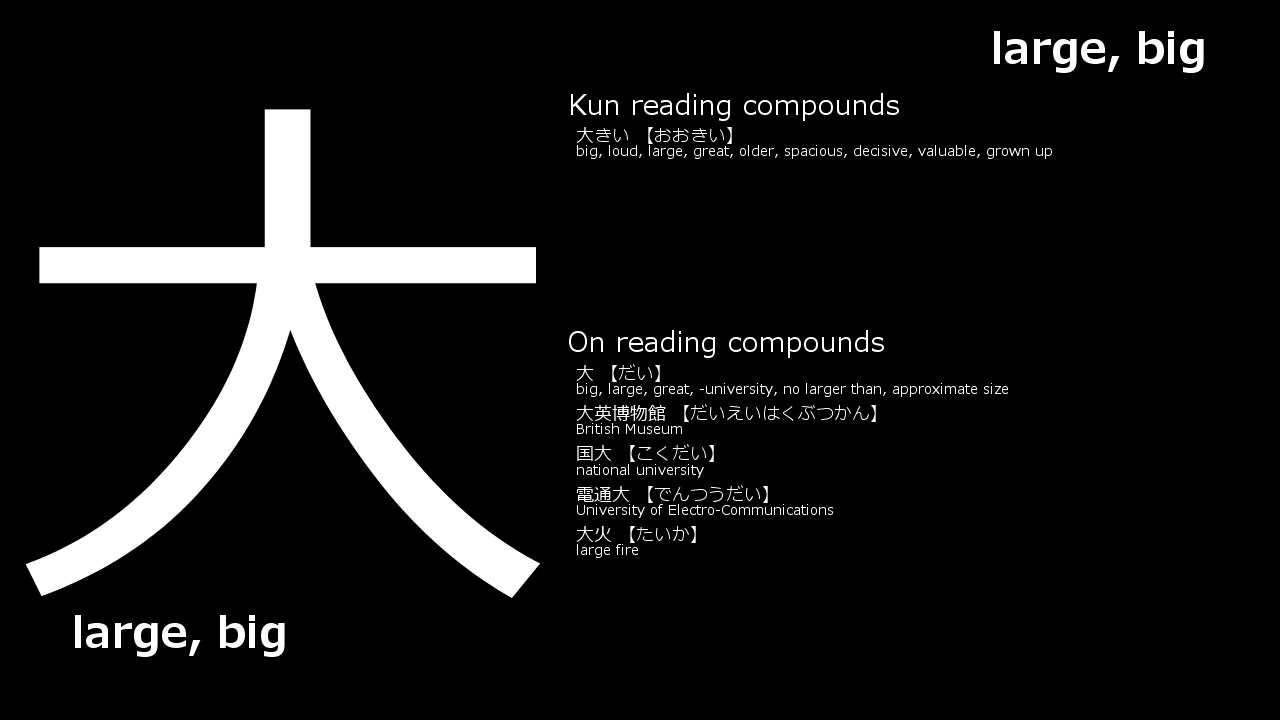 large, big
大
Kun reading compounds
大きい 【おおきい】
big, loud, large, great, older, spacious, decisive, valuable, grown up
On reading compounds
大 【だい】
big, large, great, -university, no larger than, approximate size
大英博物館 【だいえいはくぶつかん】
British Museum
国大 【こくだい】
national university
電通大 【でんつうだい】
University of Electro-Communications
大火 【たいか】
large fire
large, big